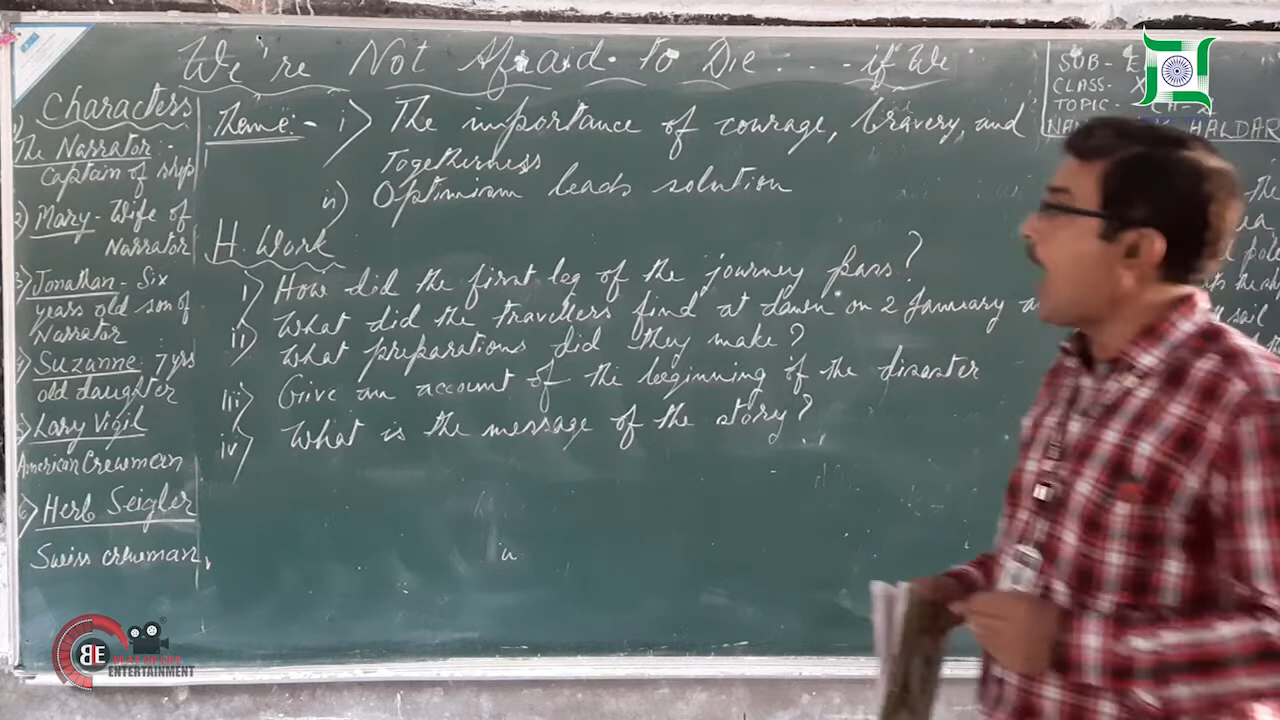 We're Not Afraid to Die . . . if We
SUB -
CLASS - X
TOPIC - CH-
HALDAR
Characters
1)
The Narrator :-
Captain of ship
2) Mary - Wife of
Narrator
3) Jonathan - Six
years old son of
Narrator
4) Suzanne 7 yrs
old daughter
5) Lary Vigil
American Crewman
6) Herb Seigler
Swiss crewman,
Theme :- i) The importance of courage, bravery, and
Togetherness
ii) Optimism leads solution
H. Work
i) How did the first leg of the journey pass?
ii) What did the travellers find at dawn on 2 January
What preparations did they make?
iii) Give an account of the beginning of the disaster
iv) What is the message of the story?
the
sail
BLE
ENTERTAINMENT